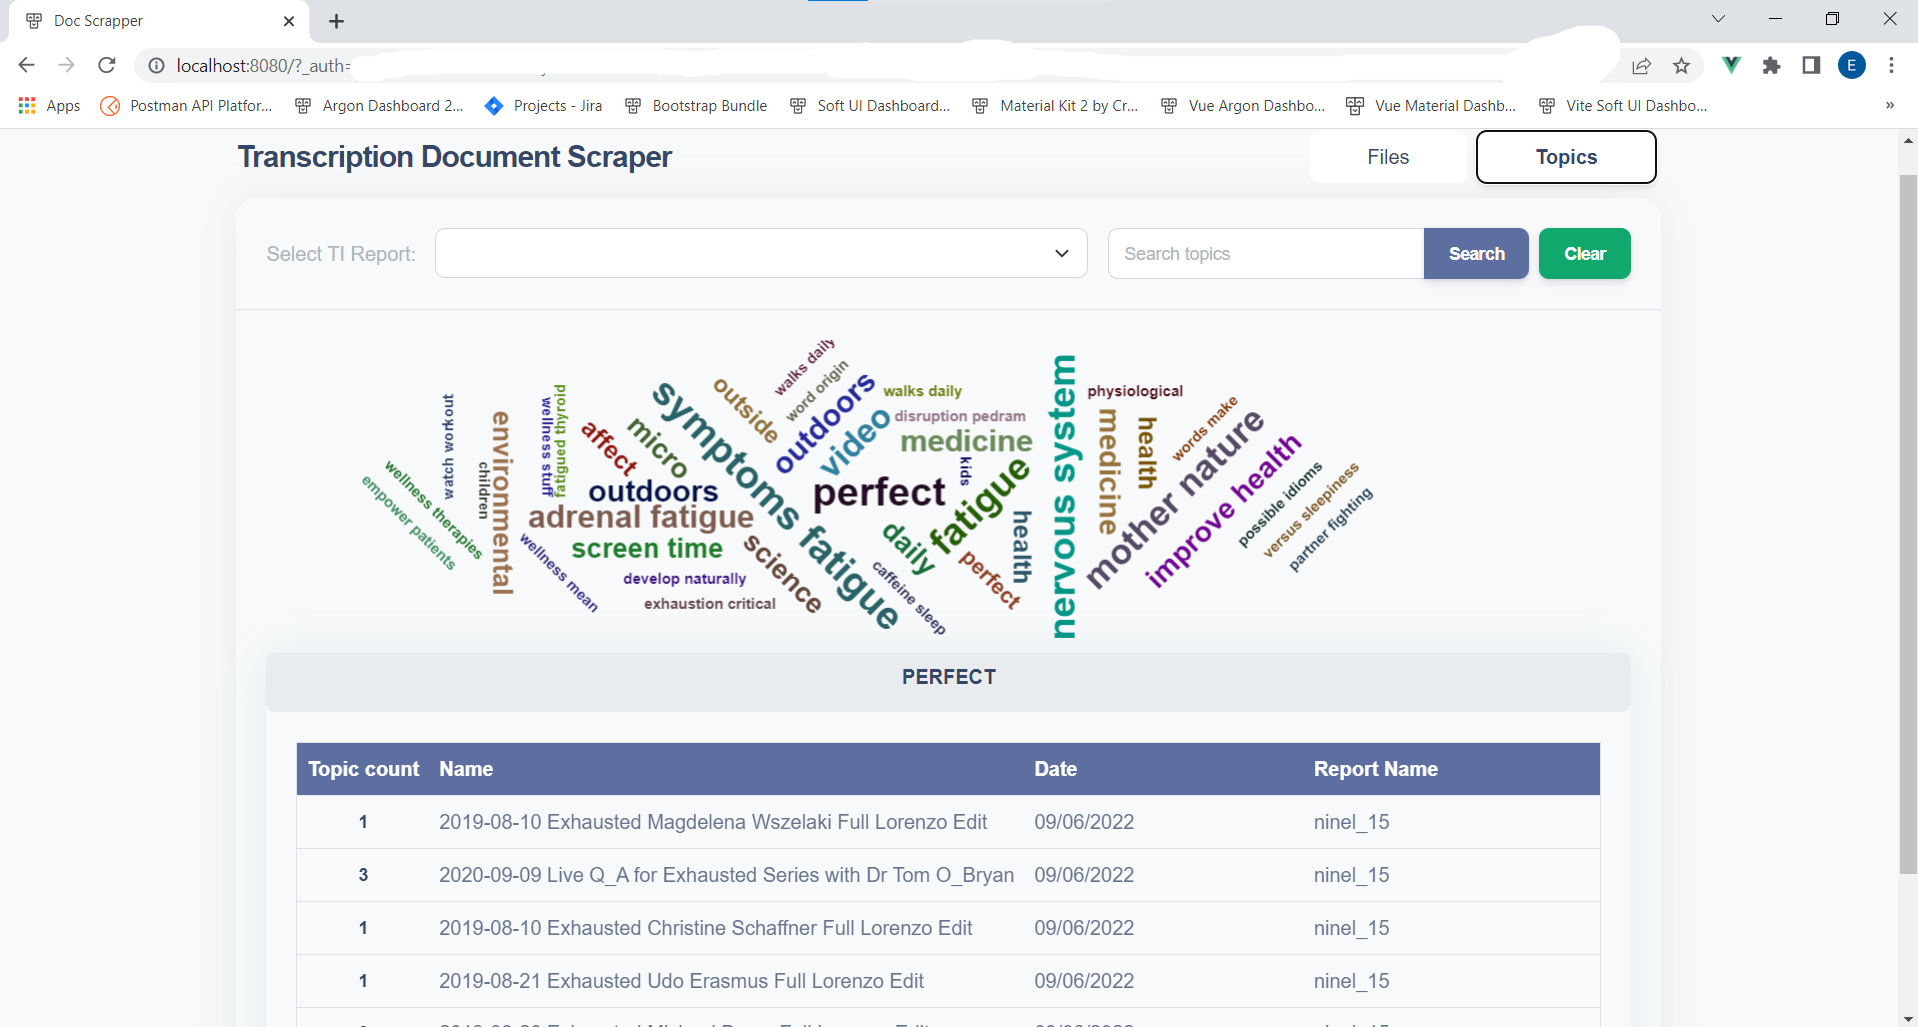 Doc Scrapper
localhost:8080/?_auth=
Apps Postman API Platfor... Argon Dashboard 2... Projects - Jira Bootstrap Bundle Soft UI Dashboard... Material Kit 2 by Cr... Vue Argon Dashbo... Vue Material Dashb... Vite Soft UI Dashbo... »
E
Transcription Document Scraper
Files
Topics
Select TI Report:
Search topics
Search
Clear
walks daily
word origin
outside
outdoors
walks daily
physiological
symptoms fatigue
video
disruption pedram
medicine
nervous system
medicine
health
words make
mother nature
improve health
watch workout
environmental
wellness stuff
fatigued thyroid
affect
micro
children
wellness therapies
empower patients
outdoors
perfect
kids
fatigue
adrenal fatigue
screen time
science
daily
health
possible idioms
versus sleepiness
partner fighting
wellness mean
develop naturally
caffeine sleep
perfect
exhaustion critical
PERFECT
Topic count Name Date Report Name
1 2019-08-10 Exhausted Magdelena Wszelaki Full Lorenzo Edit 09/06/2022 ninel_15
3 2020-09-09 Live Q_A for Exhausted Series with Dr Tom O_Bryan 09/06/2022 ninel_15
1 2019-08-10 Exhausted Christine Schaffner Full Lorenzo Edit 09/06/2022 ninel_15
1 2019-08-21 Exhausted Udo Erasmus Full Lorenzo Edit 09/06/2022 ninel_15